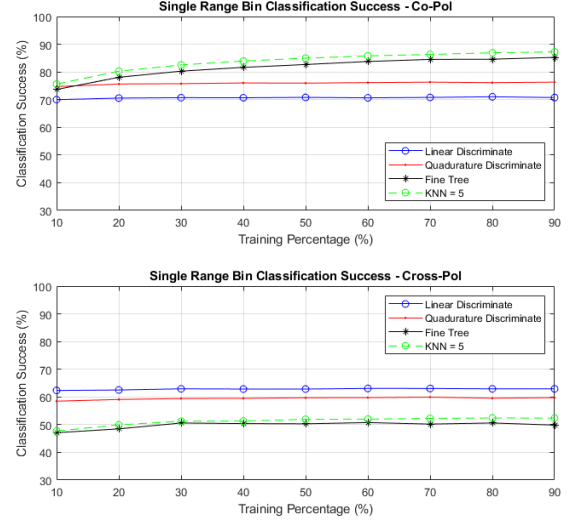 Single Range Bin Classification Success - Co-Pol
Classification Success (%)
100
90
80
70
60
50
40
30
Linear Discriminate
Quadurature Discriminate
Fine Tree
KNN = 5
10 20 30 40 50 60 70 80 90
Training Percentage (%)
Single Range Bin Classification Success - Cross-Pol
Classification Success (%)
100
90
80
70
60
50
40
30
Linear Discriminate
Quadurature Discriminate
Fine Tree
KNN = 5
10 20 30 40 50 60 70 80 90
Training Percentage (%)